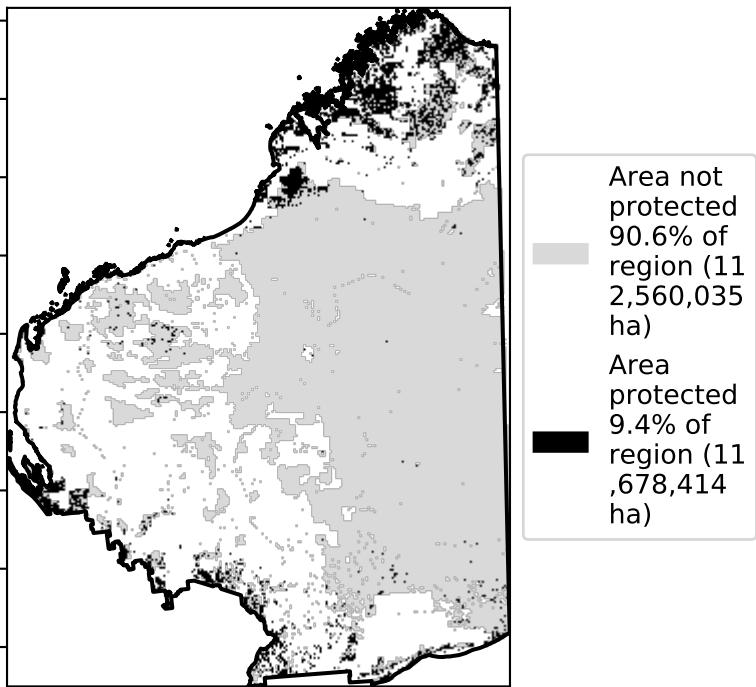 Area not
protected
90.6% of
region (11
2,560,035
ha)
Area
protected
9.4% of
region (11
,678,414
ha)